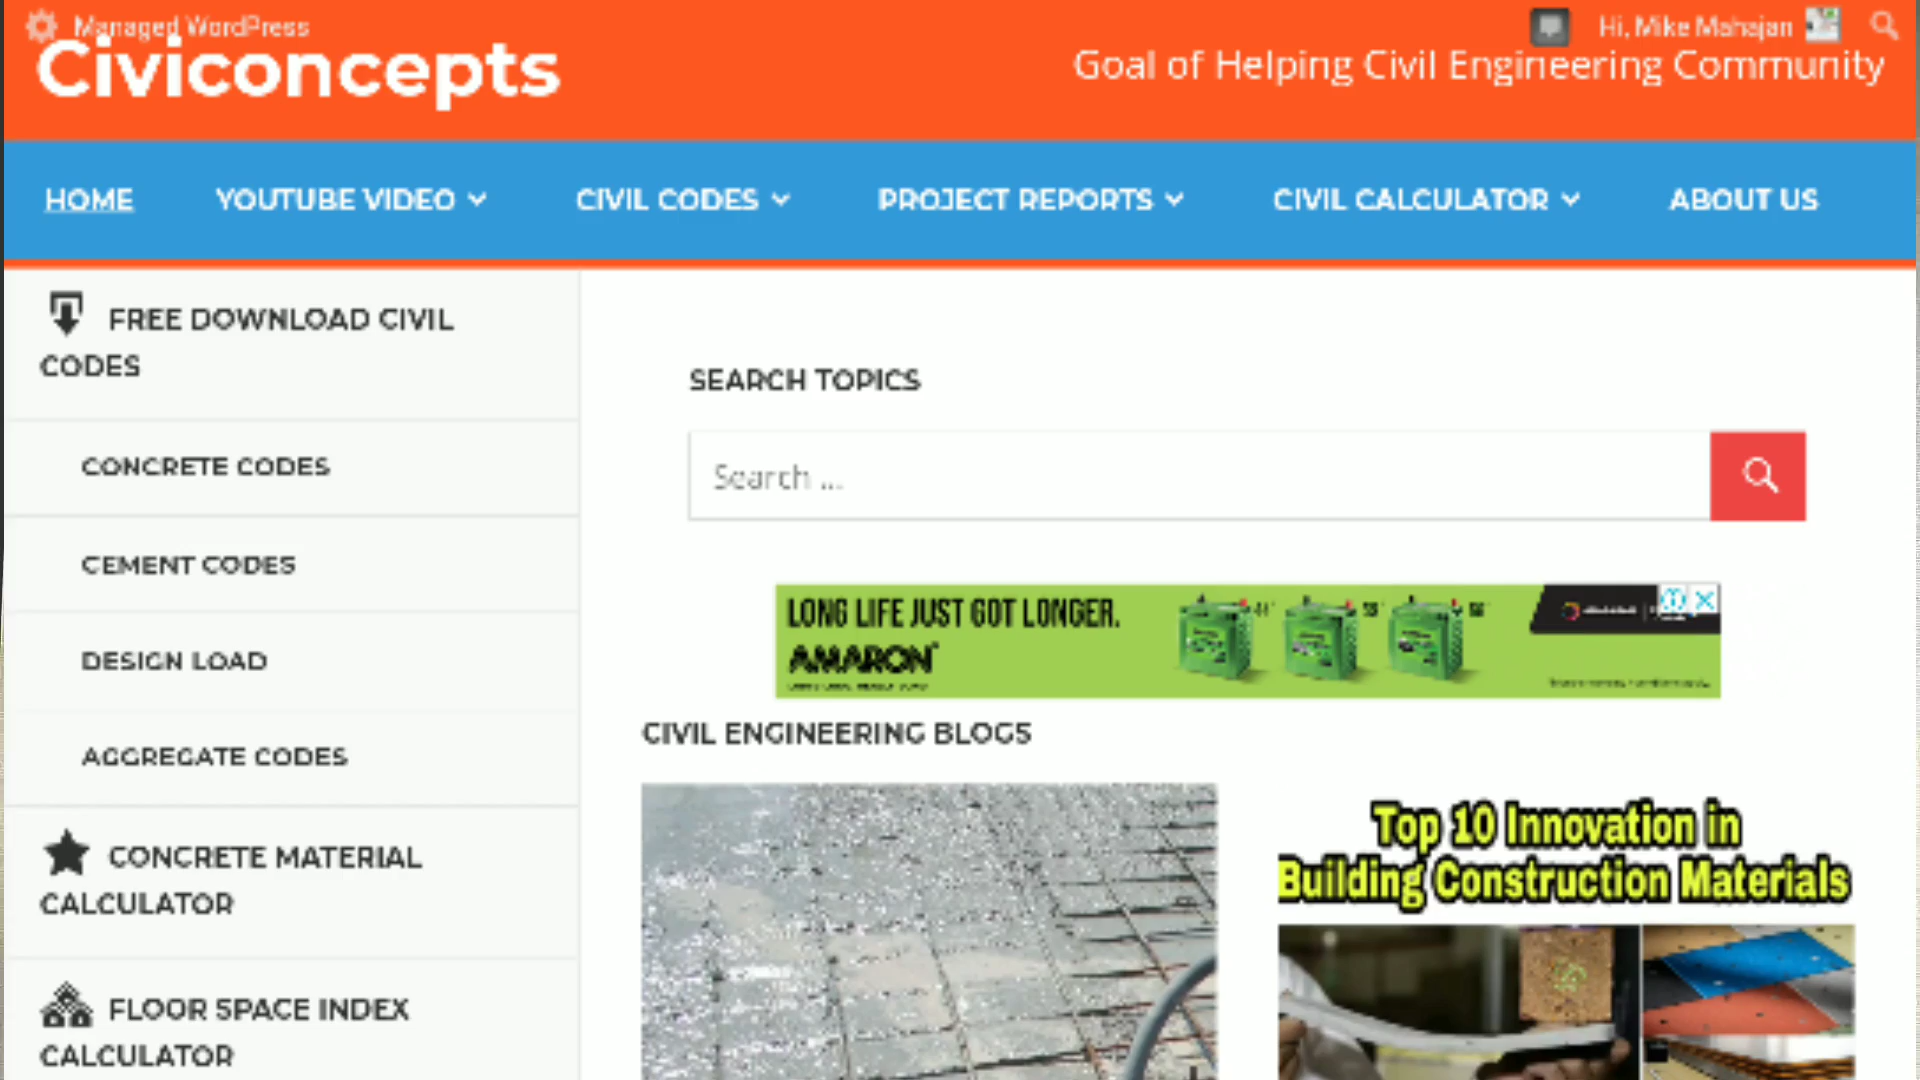 Managed WordPress
Hi, Mike Mahajan
Civiconcepts
Goal of Helping Civil Engineering Community
HOME YOUTUBE VIDEO CIVIL CODES PROJECT REPORTS CIVIL CALCULATOR ABOUT US
FREE DOWNLOAD CIVIL
CODES
CONCRETE CODES
CEMENT CODES
DESIGN LOAD
AGGREGATE CODES
CONCRETE MATERIAL
CALCULATOR
FLOOR SPACE INDEX
CALCULATOR
SEARCH TOPICS
Search ...
LONG LIFE JUST GOT LONGER.
AMARON
CIVIL ENGINEERING BLOGS
Top 10 Innovation in
Building Construction Materials